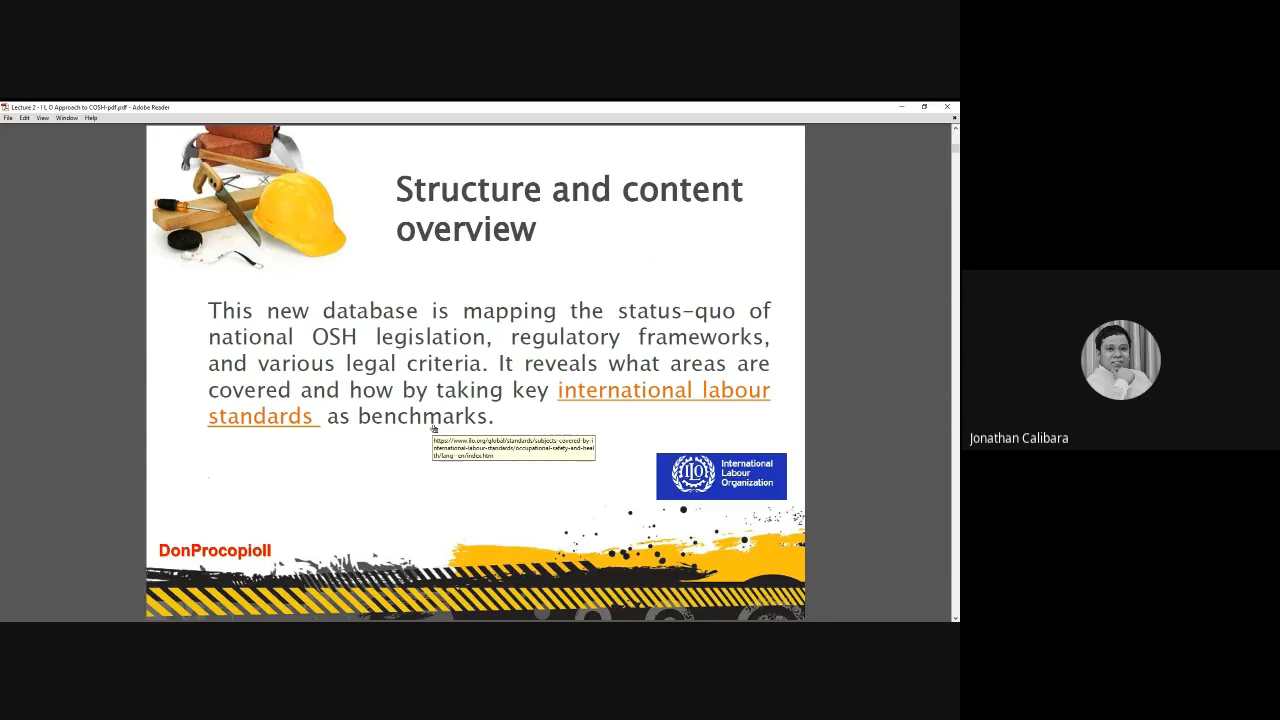 Lecture 2 - I L O Approach to COSH-pdf.pdf - Adobe Reader
File Edit View Window Help
Structure and content
overview
This new database is mapping the status-quo of
national OSH legislation, regulatory frameworks,
and various legal criteria. It reveals what areas are
covered and how by taking key international labour
standards as benchmarks.
https://www.ilo.org/global/standards/subjects-covered-by-i
nternational-labour-standards/occupational-safety-and-heal
th/lang--en/index.htm
ILO
International
Labour
Organization
DonProcopioII
Jonathan Calibara